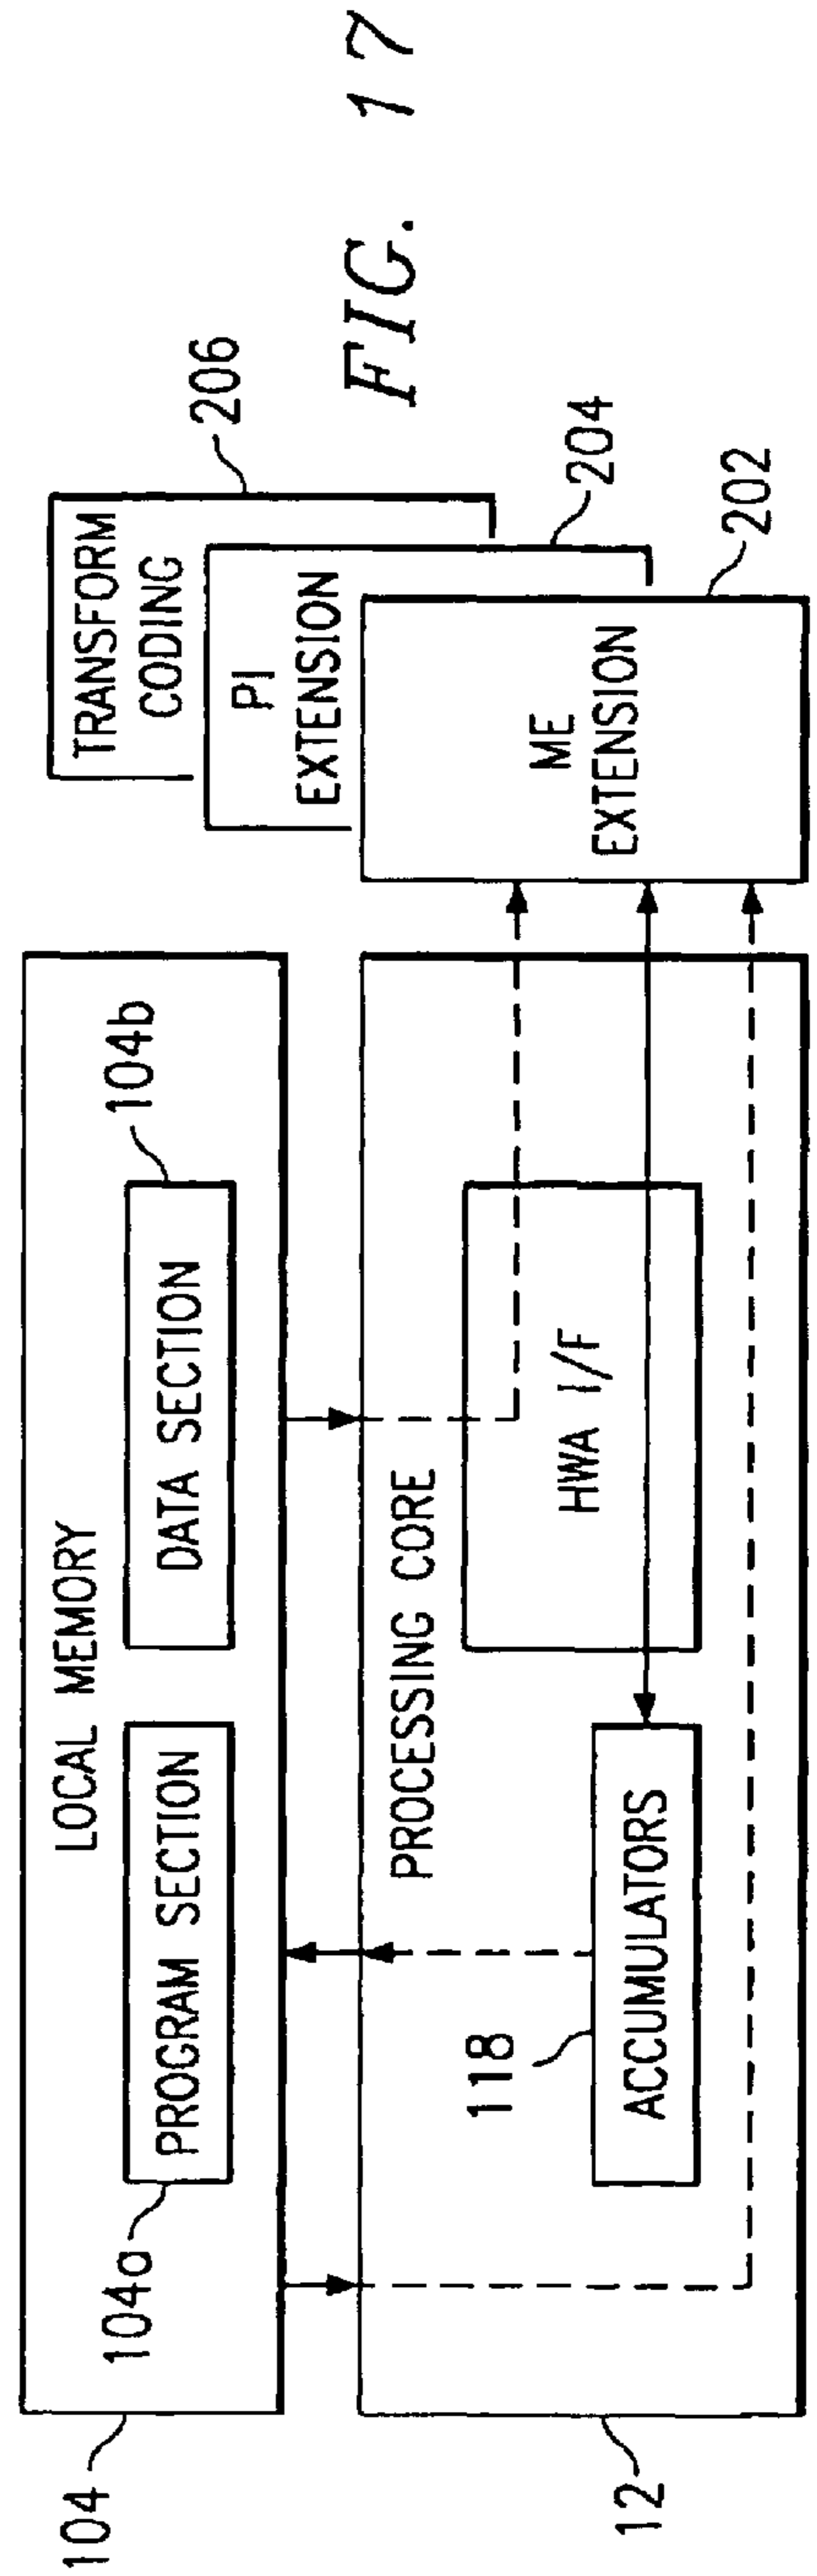 104
LOCAL MEMORY
104a
PROGRAM SECTION
DATA SECTION
104b
12
PROCESSING CORE
118
ACCUMULATORS
HWA I/F
TRANSFORM
CODING
206
PI
EXTENSION
204
ME
EXTENSION
202
FIG. 17